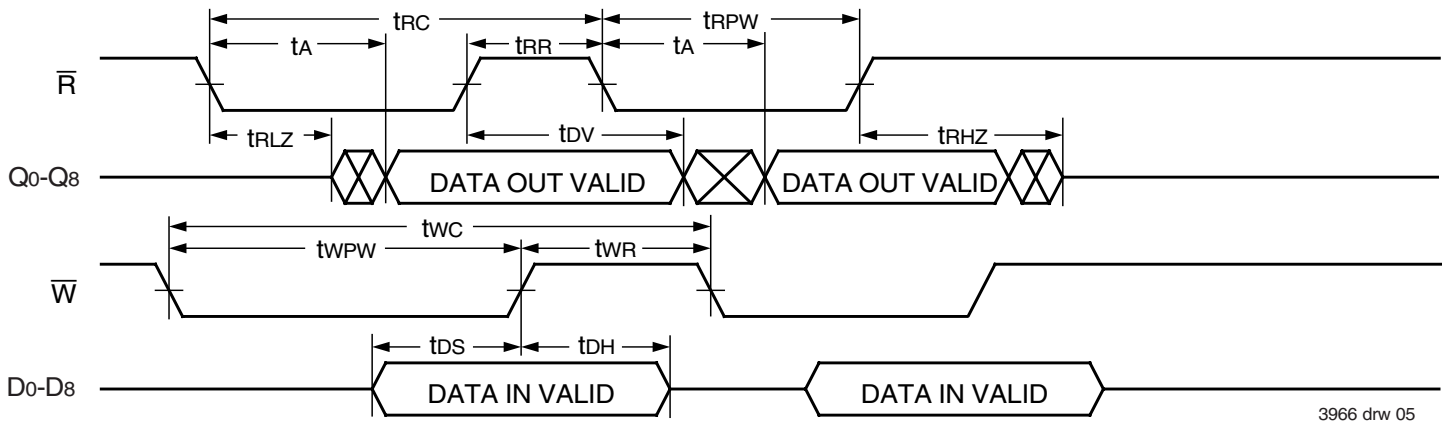 tRC tRPW
tA tRR tA
R̅
tRLZ tDV tRHZ
Q0-Q8 DATA OUT VALID DATA OUT VALID
tWC
tWPW tWR
W̅
tDS tDH
D0-D8 DATA IN VALID DATA IN VALID
3966 drw 05